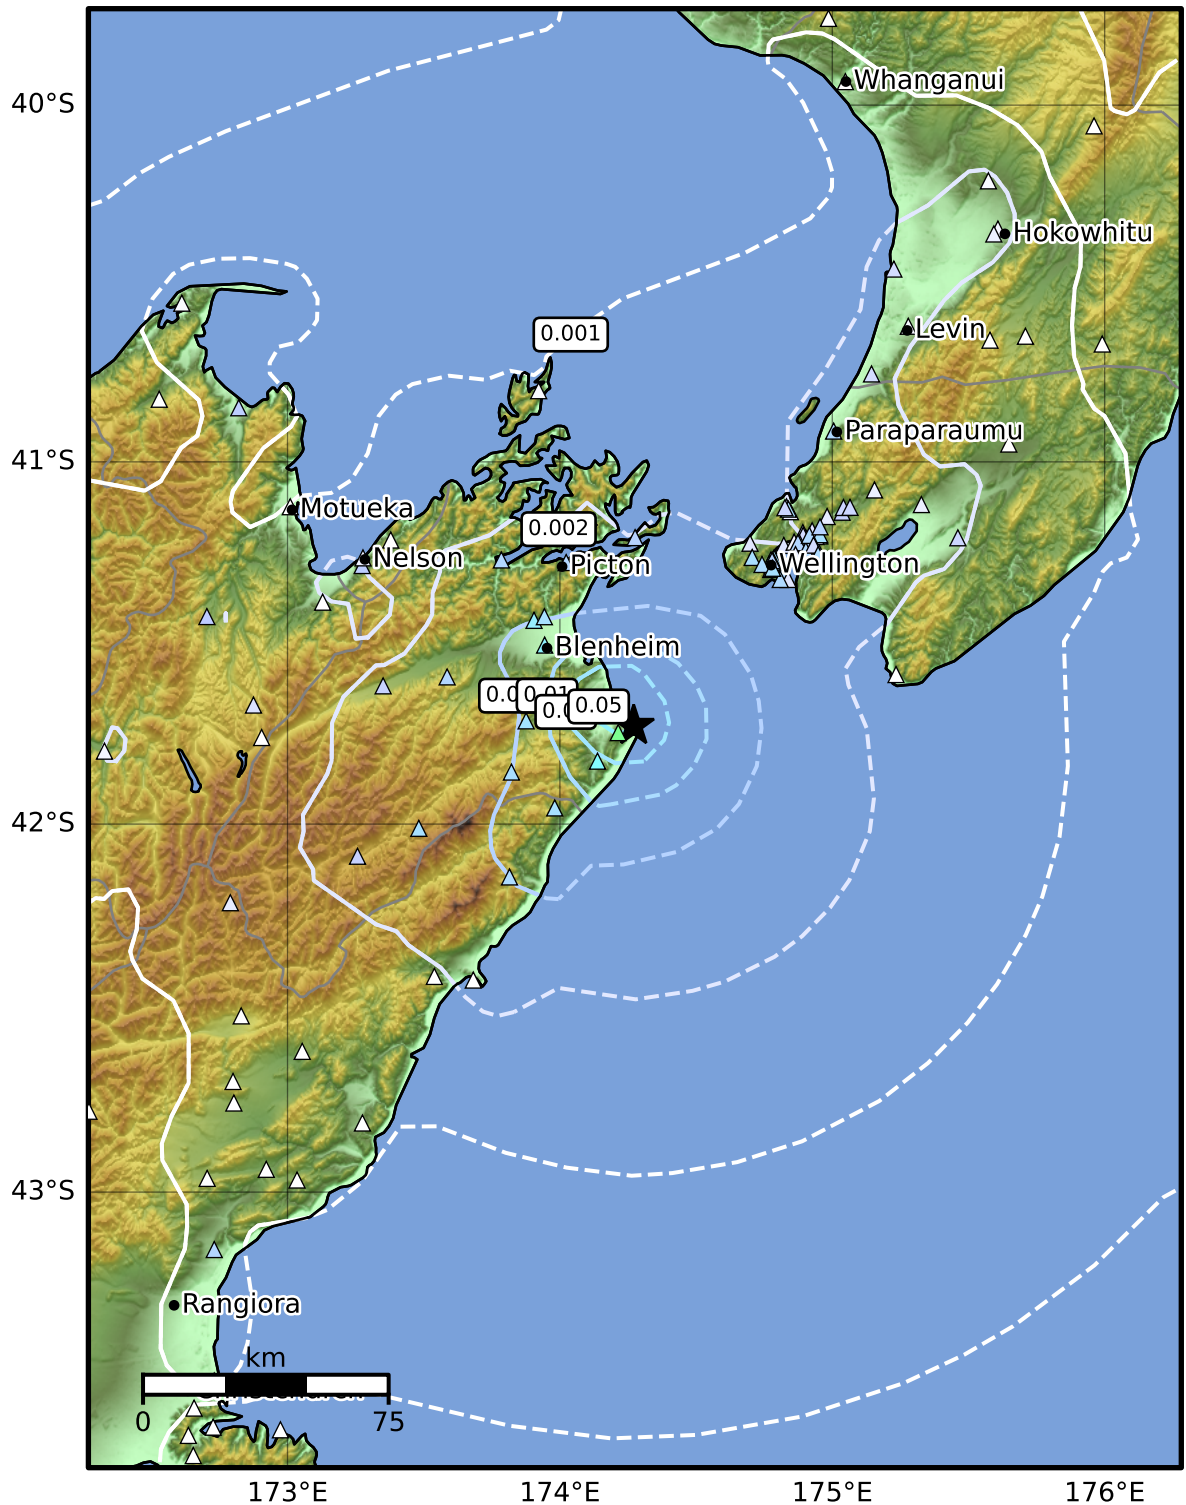 40°S
41°S
42°S
43°S
Whanganui
Hokowhitu
Levin
0.001
Paraparaumu
Motueka
0.002
Nelson
Picton
Wellington
Blenheim
0.05
Rangiora
km
0 75
173°E 174°E 175°E 176°E